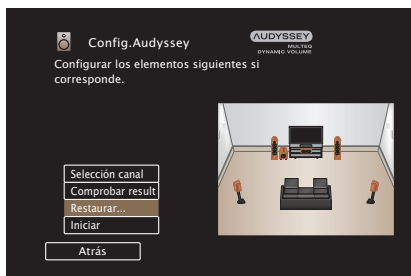 Config.Audyssey
AUDYSSEY
MULTEQ
DYNAMIC VOLUME
Configurar los elementos siguientes si
corresponde.
Selección canal
Comprobar result
Restaurar...
Iniciar
Atrás